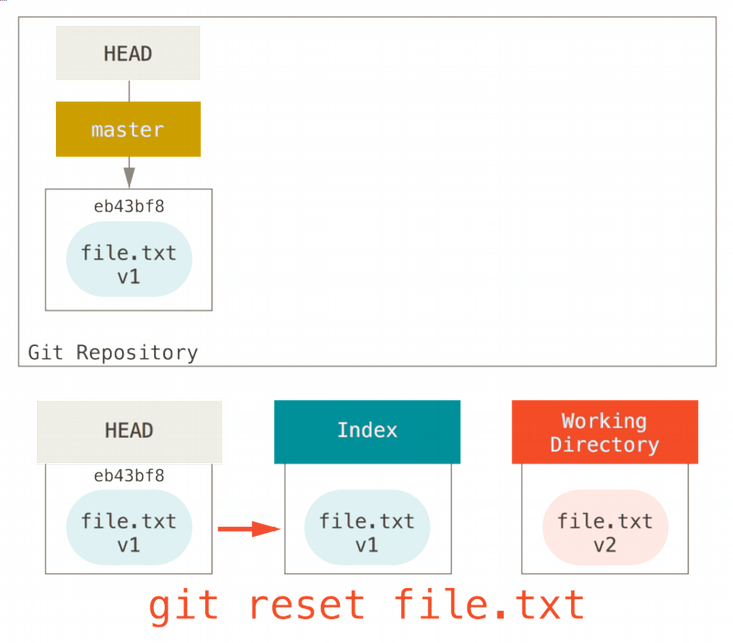 HEAD
master
eb43bf8
file.txt
v1
Git Repository
HEAD
eb43bf8
file.txt
v1
Index
file.txt
v1
Working
Directory
file.txt
v2
git reset file.txt